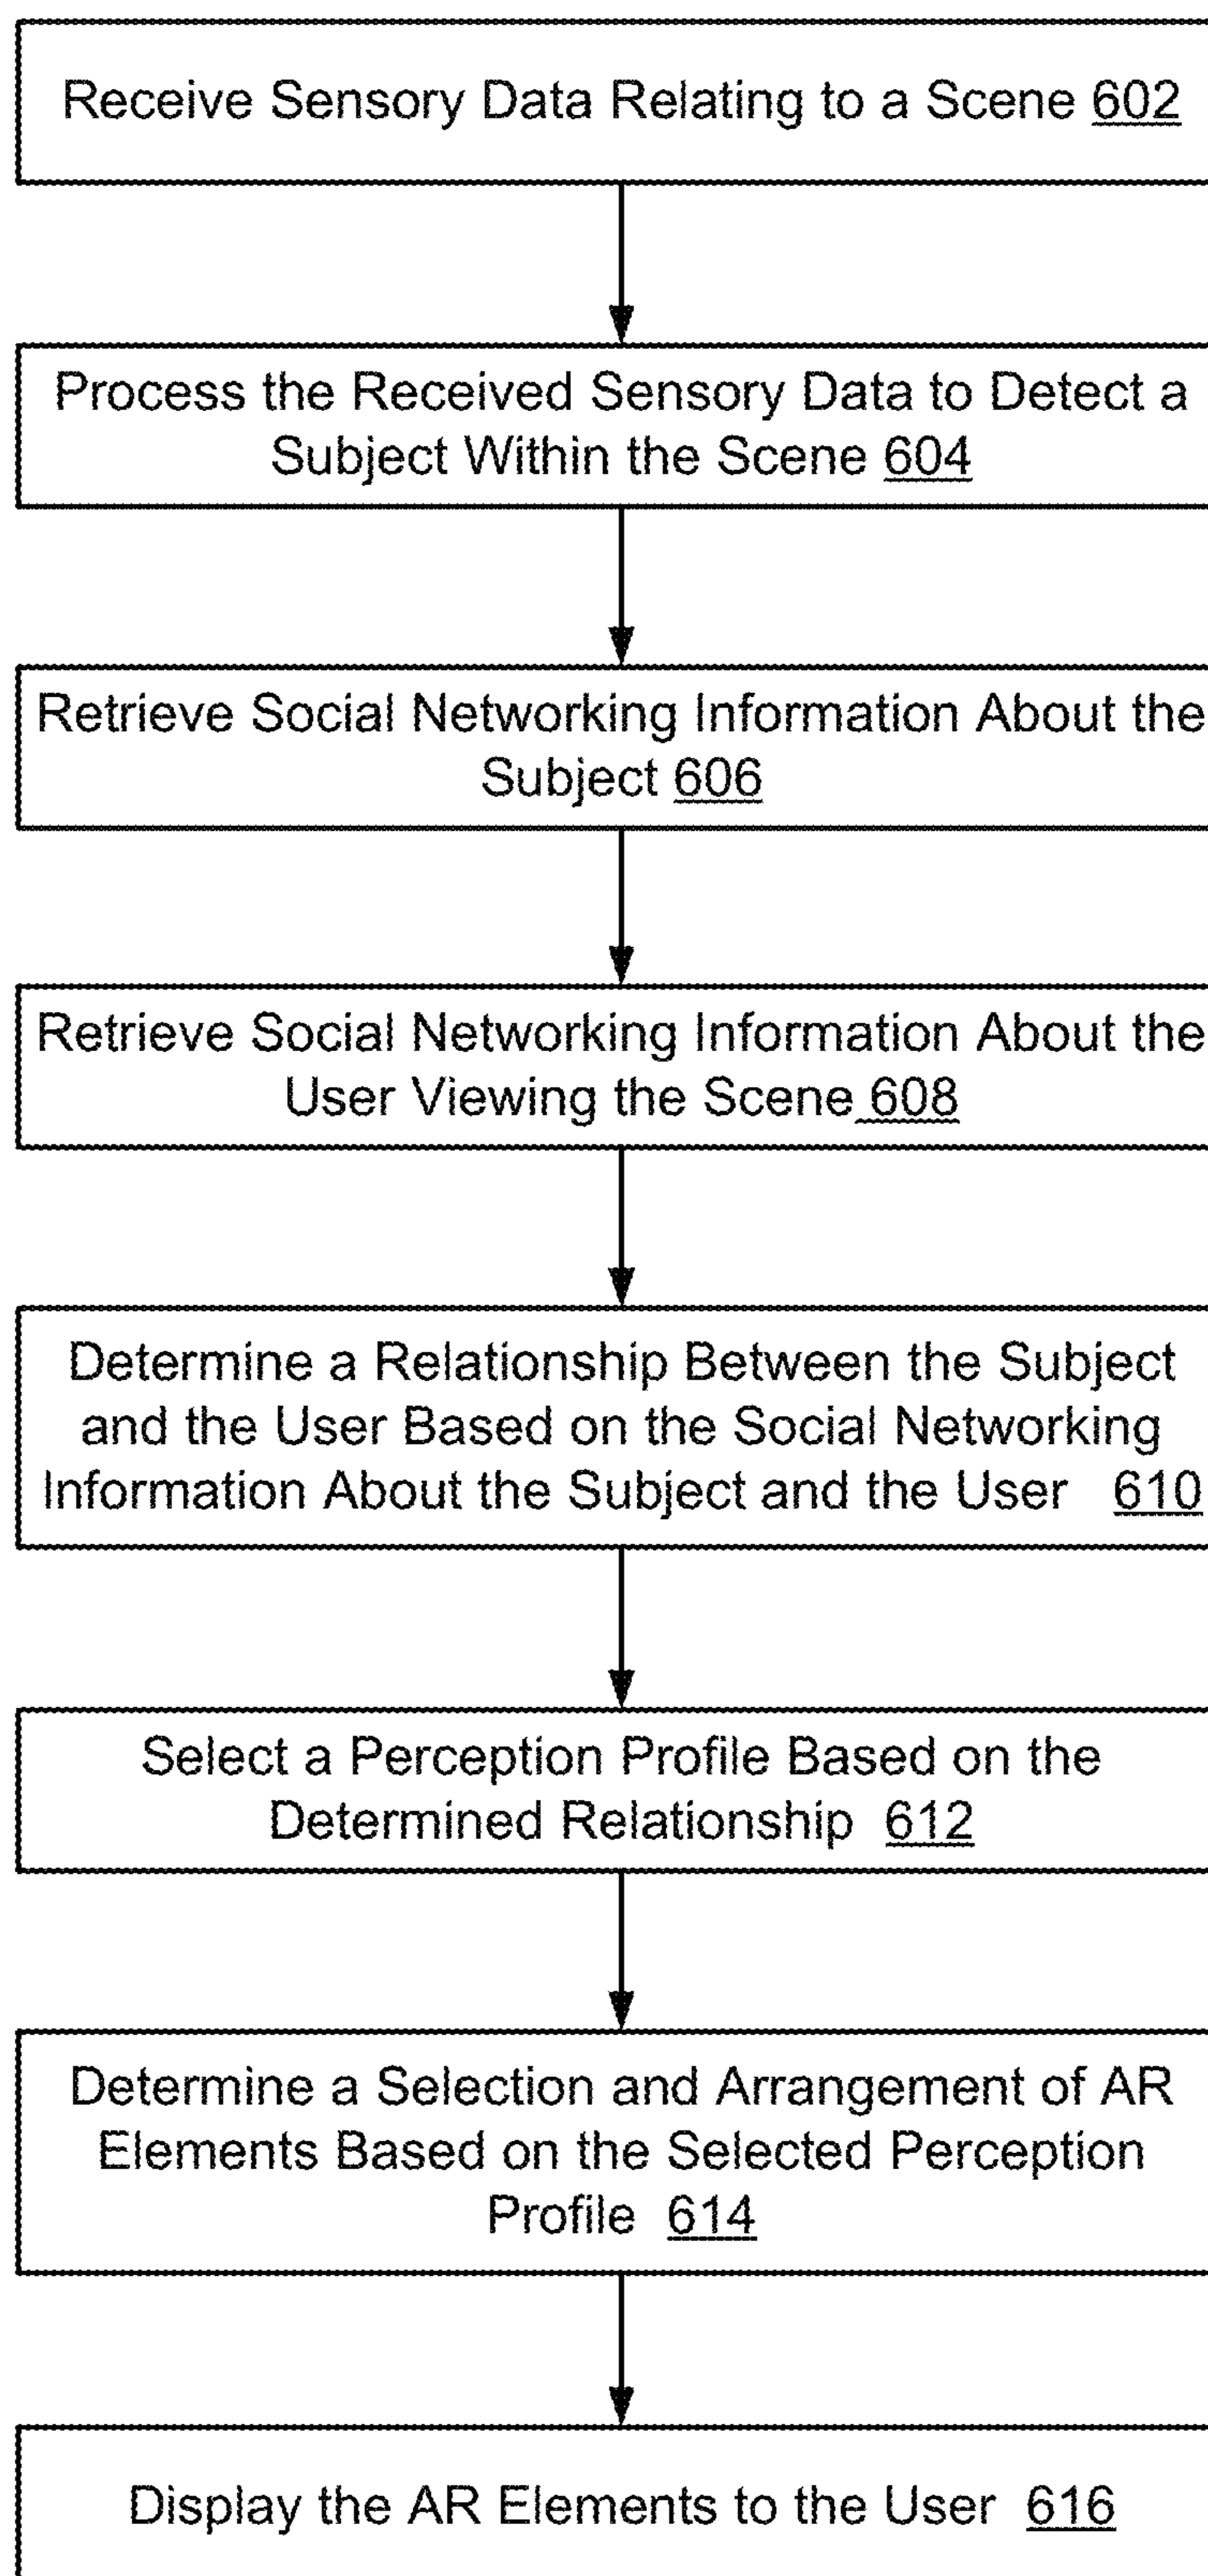 Receive Sensory Data Relating to a Scene 602
Process the Received Sensory Data to Detect a
Subject Within the Scene 604
Retrieve Social Networking Information About the
Subject 606
Retrieve Social Networking Information About the
User Viewing the Scene 608
Determine a Relationship Between the Subject
and the User Based on the Social Networking
Information About the Subject and the User 610
Select a Perception Profile Based on the
Determined Relationship 612
Determine a Selection and Arrangement of AR
Elements Based on the Selected Perception
Profile 614
Display the AR Elements to the User 616